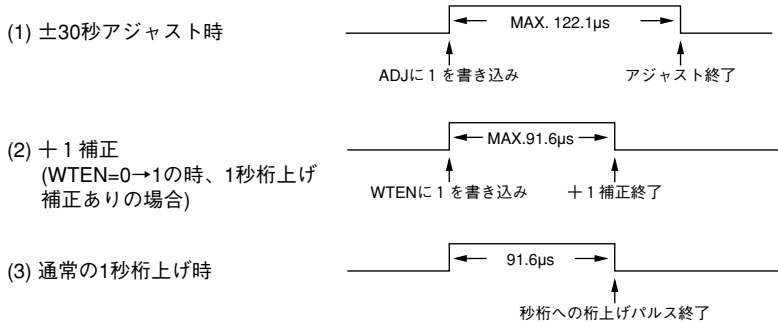 (1) ±30秒アジャスト時
MAX. 122.1µs
ADJに1を書き込み
アジャスト終了
(2) +1補正
(WTEN=0→1の時、1秒桁上げ
補正ありの場合)
MAX.91.6µs
WTENに1を書き込み
+1補正終了
(3) 通常の1秒桁上げ時
91.6µs
秒桁への桁上げパルス終了